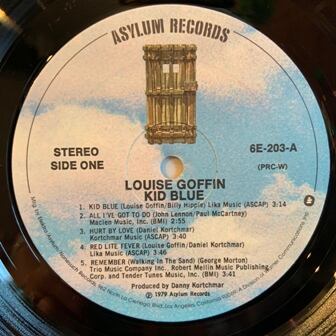 ASYLUM RECORDS
STEREO
SIDE ONE
6E-203-A
(PRC-W)
LOUISE GOFFIN
KID BLUE
1. KID BLUE (Louise Goffin/Billy Hippie) Lika Music (ASCAP) 3:14
2. ALL I'VE GOT TO DO (John Lennon/Paul McCartney)
Maclen Music, Inc. (BMI) 2:55
3. HURT BY LOVE (Daniel Kortchmar)
Kortchmar Music (ASCAP) 3:40
4. RED LITE FEVER (Louise Goffin/Daniel Kortchmar)
Lika Music (ASCAP) 4:36
5. REMEMBER (Walking In The Sand) (George Morton)
Trio Music Company Inc. Robert Mellin Music Publishing
Corp. and Tender Tunes Music, Inc. (BMI) 3:44
Produced by Danny Kortchmar
℗ 1979 Asylum Records